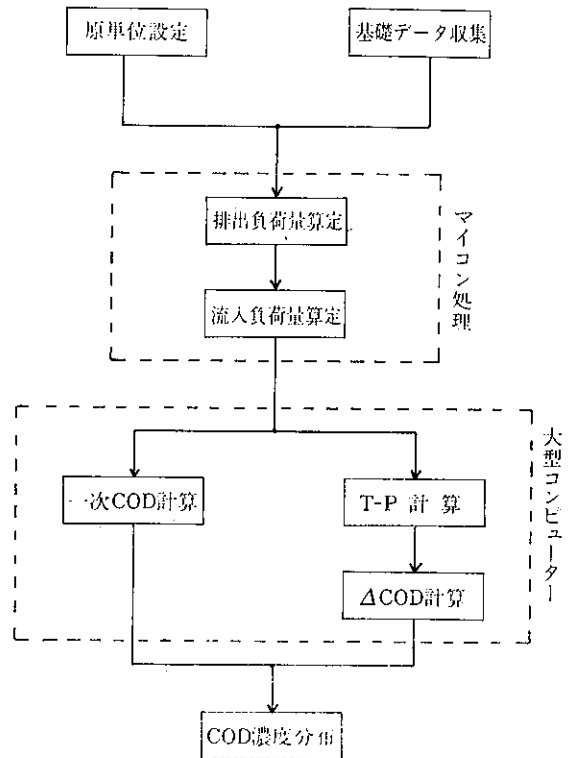 原単位設定
基礎データ収集
排出負荷量算定
流入負荷量算定
マイコン処理
一次COD計算
T-P 計 算
ΔCOD計算
大型コンピューター
COD濃度分布